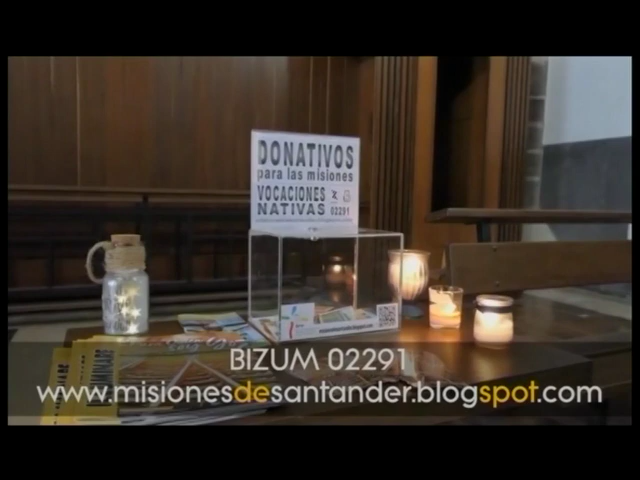 DONATIVOS
para las misiones
VOCACIONES
NATIVAS 02291
BIZUM 02291
www.misionesdesantander.blogspot.com